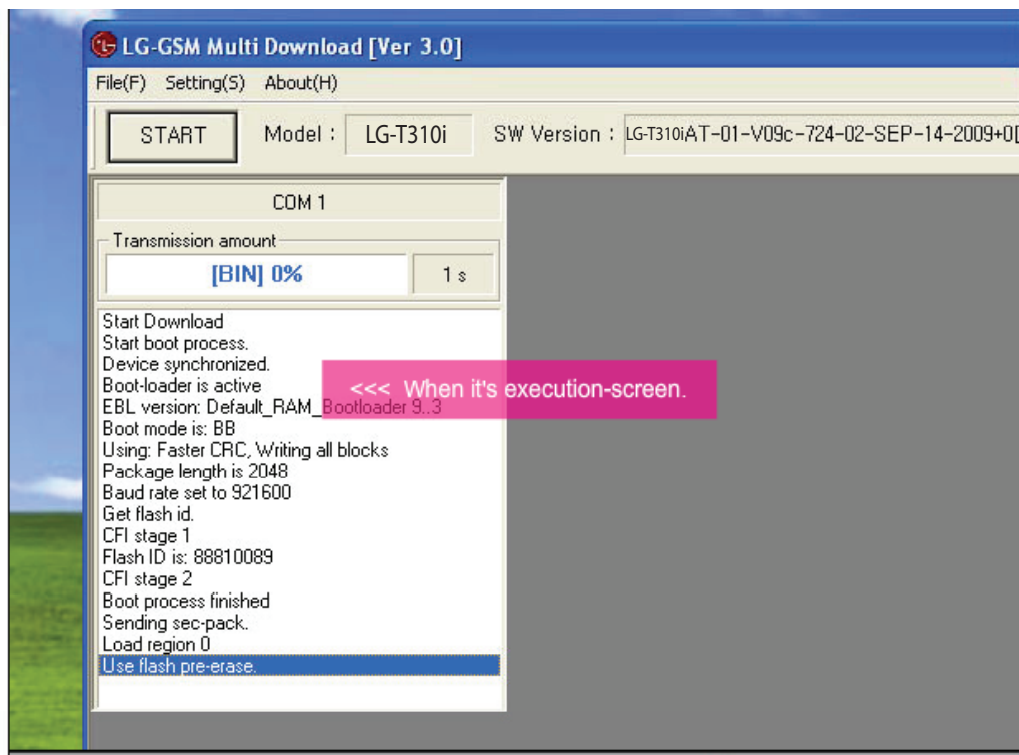 LG-GSM Multi Download [Ver 3.0]
File(F) Setting(S) About(H)
START Model : LG-T310i SW Version : LG-T310iAT-01-V09c-724-02-SEP-14-2009+0[
COM 1
Transmission amount
[BIN] 0% 1 s
Start Download
Start boot process.
Device synchronized.
<<< When it's execution-screen.
Boot-loader is active
EBL version: Default_RAM_Bootloader 9..3
Boot mode is: BB
Using: Faster CRC, Writing all blocks
Package length is 2048
Baud rate set to 921600
Get flash id.
CFI stage 1
Flash ID is: 88810089
CFI stage 2
Boot process finished
Sending sec-pack.
Load region 0
Use flash pre-erase.